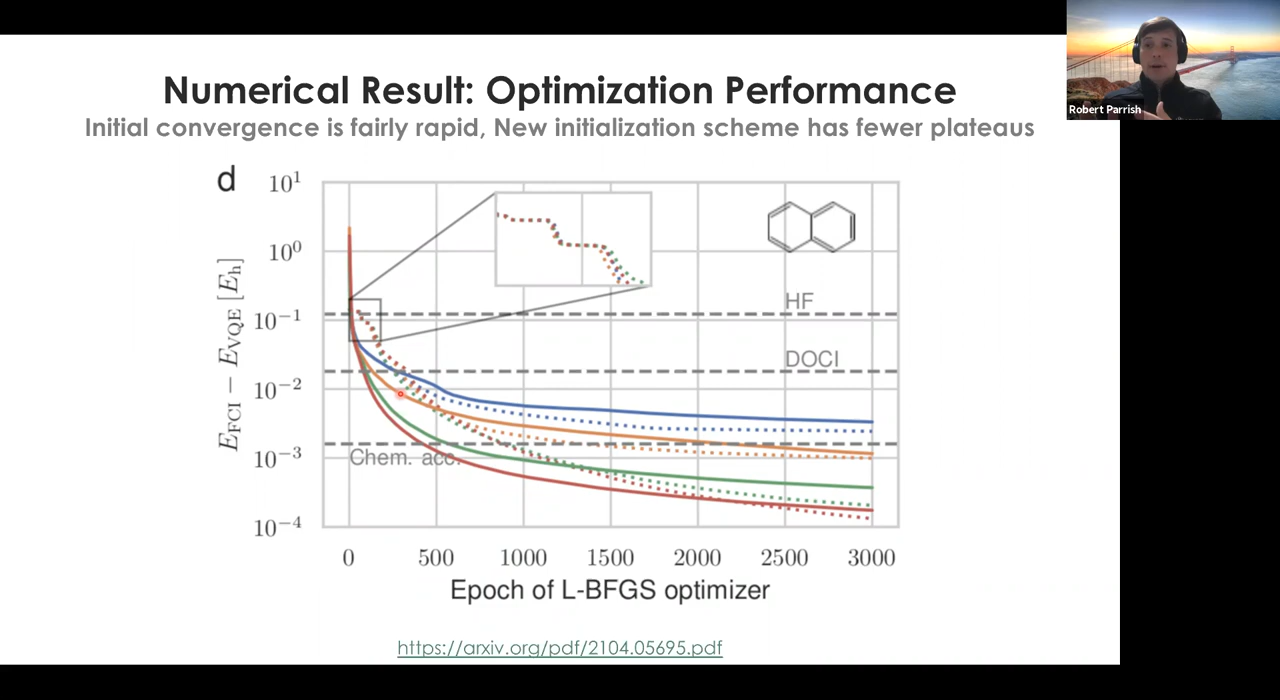 Numerical Result: Optimization Performance
Initial convergence is fairly rapid, New initialization scheme has fewer plateaus
Robert Parrish
d
10¹
10⁰
10⁻¹
10⁻²
10⁻³
10⁻⁴
E_FCI − E_VQE [E_h]
HF
DOCI
Chem. acc.
0 500 1000 1500 2000 2500 3000
Epoch of L-BFGS optimizer
https://arxiv.org/pdf/2104.05695.pdf